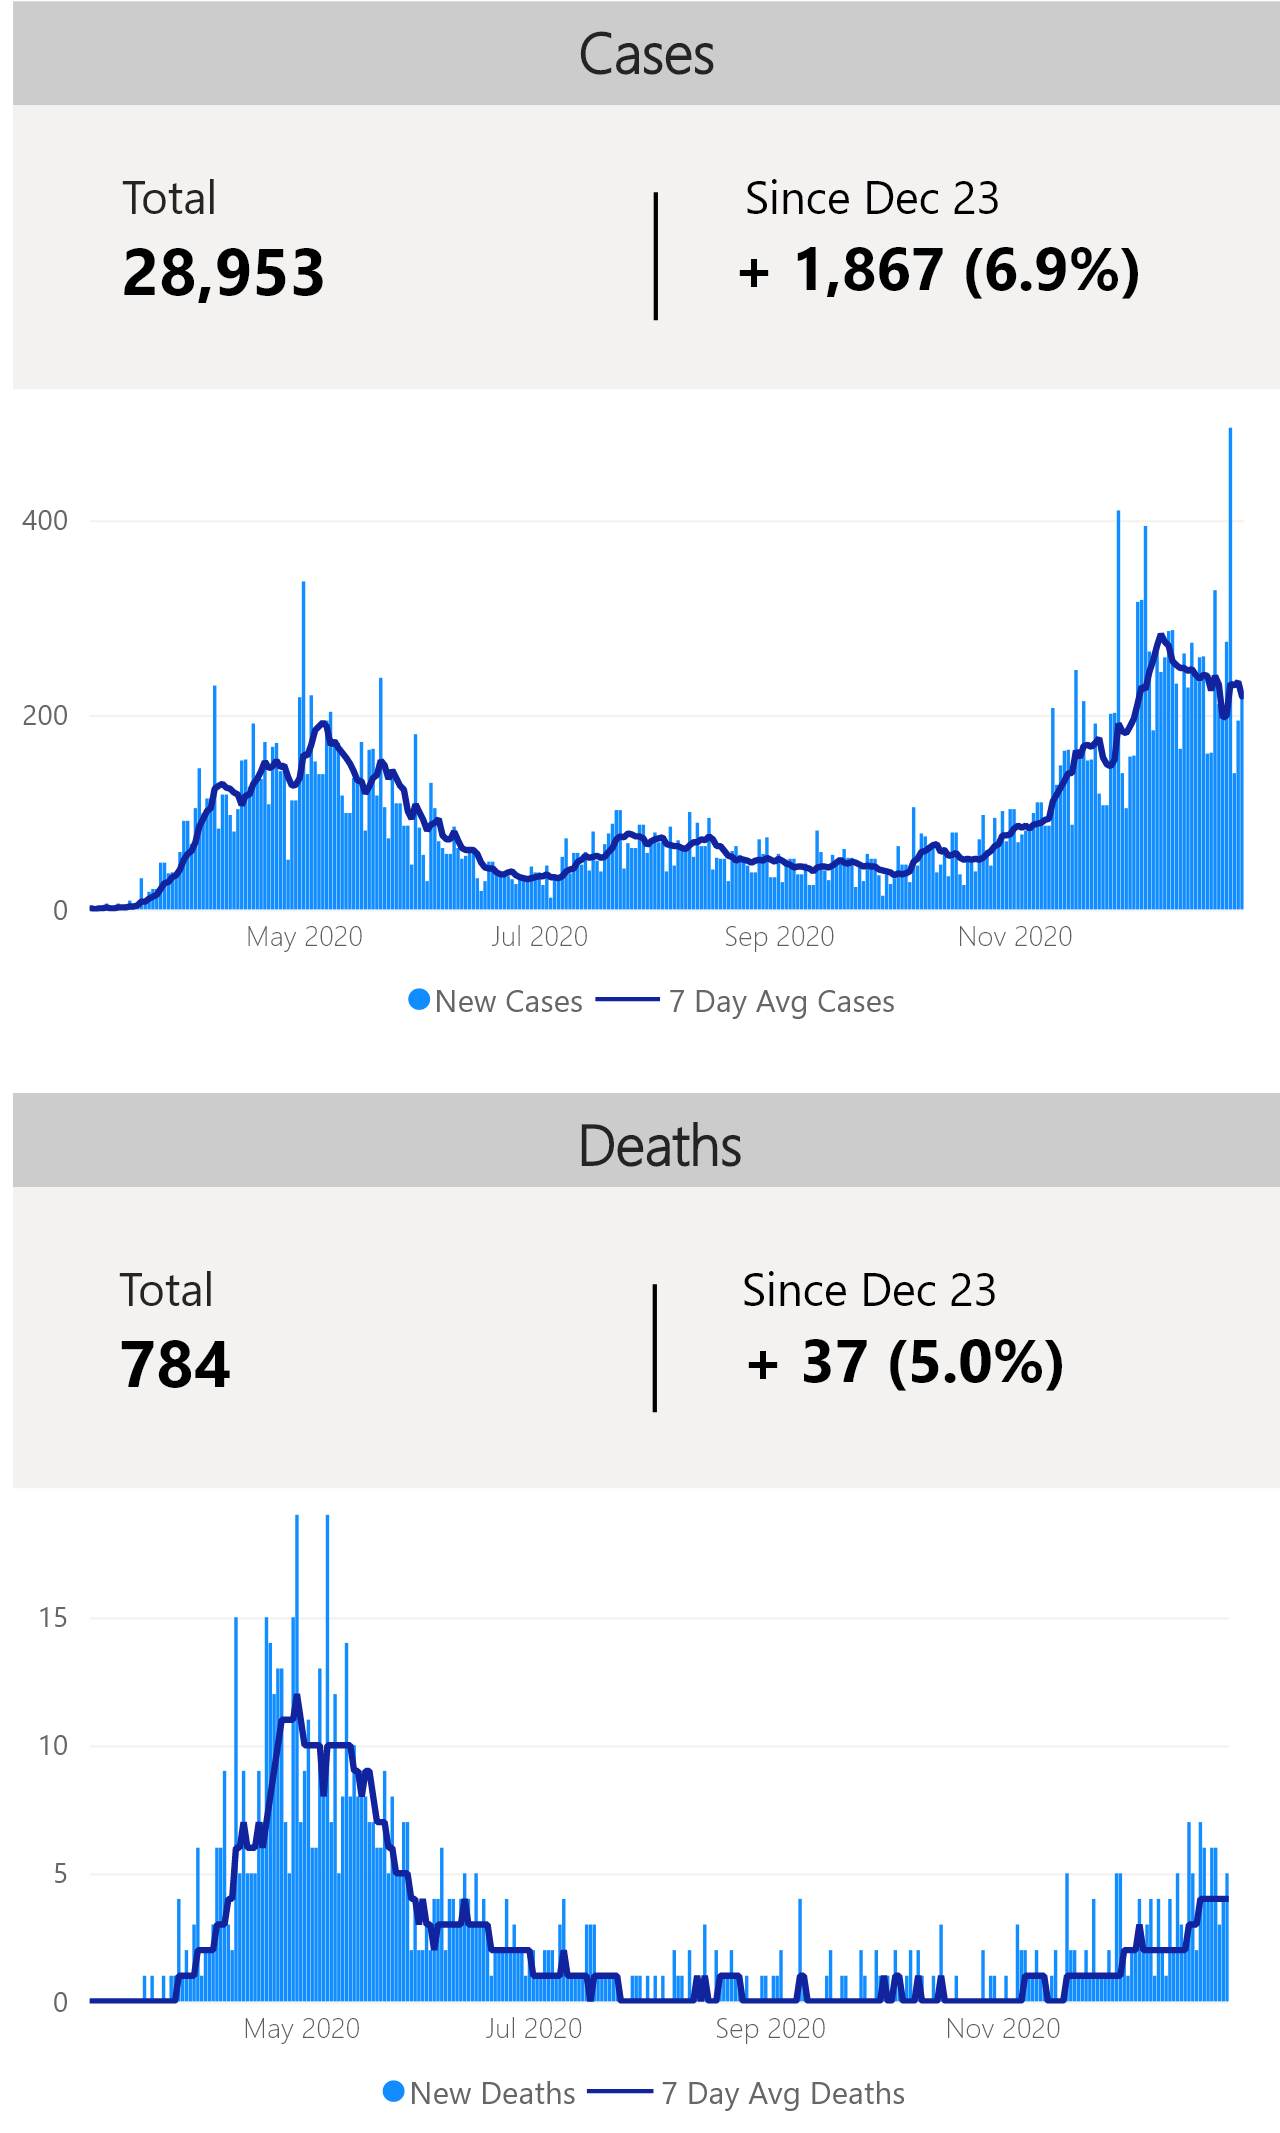 Cases
Total
Since Dec 23
28,953
+ 1,867 (6.9%)
400
200
0
May 2020
Jul 2020
Sep 2020
Nov 2020
New Cases
7 Day Avg Cases
Deaths
Total
Since Dec 23
784
+ 37 (5.0%)
15
10
5
0
May 2020
Jul 2020
Sep 2020
Nov 2020
New Deaths
7 Day Avg Deaths